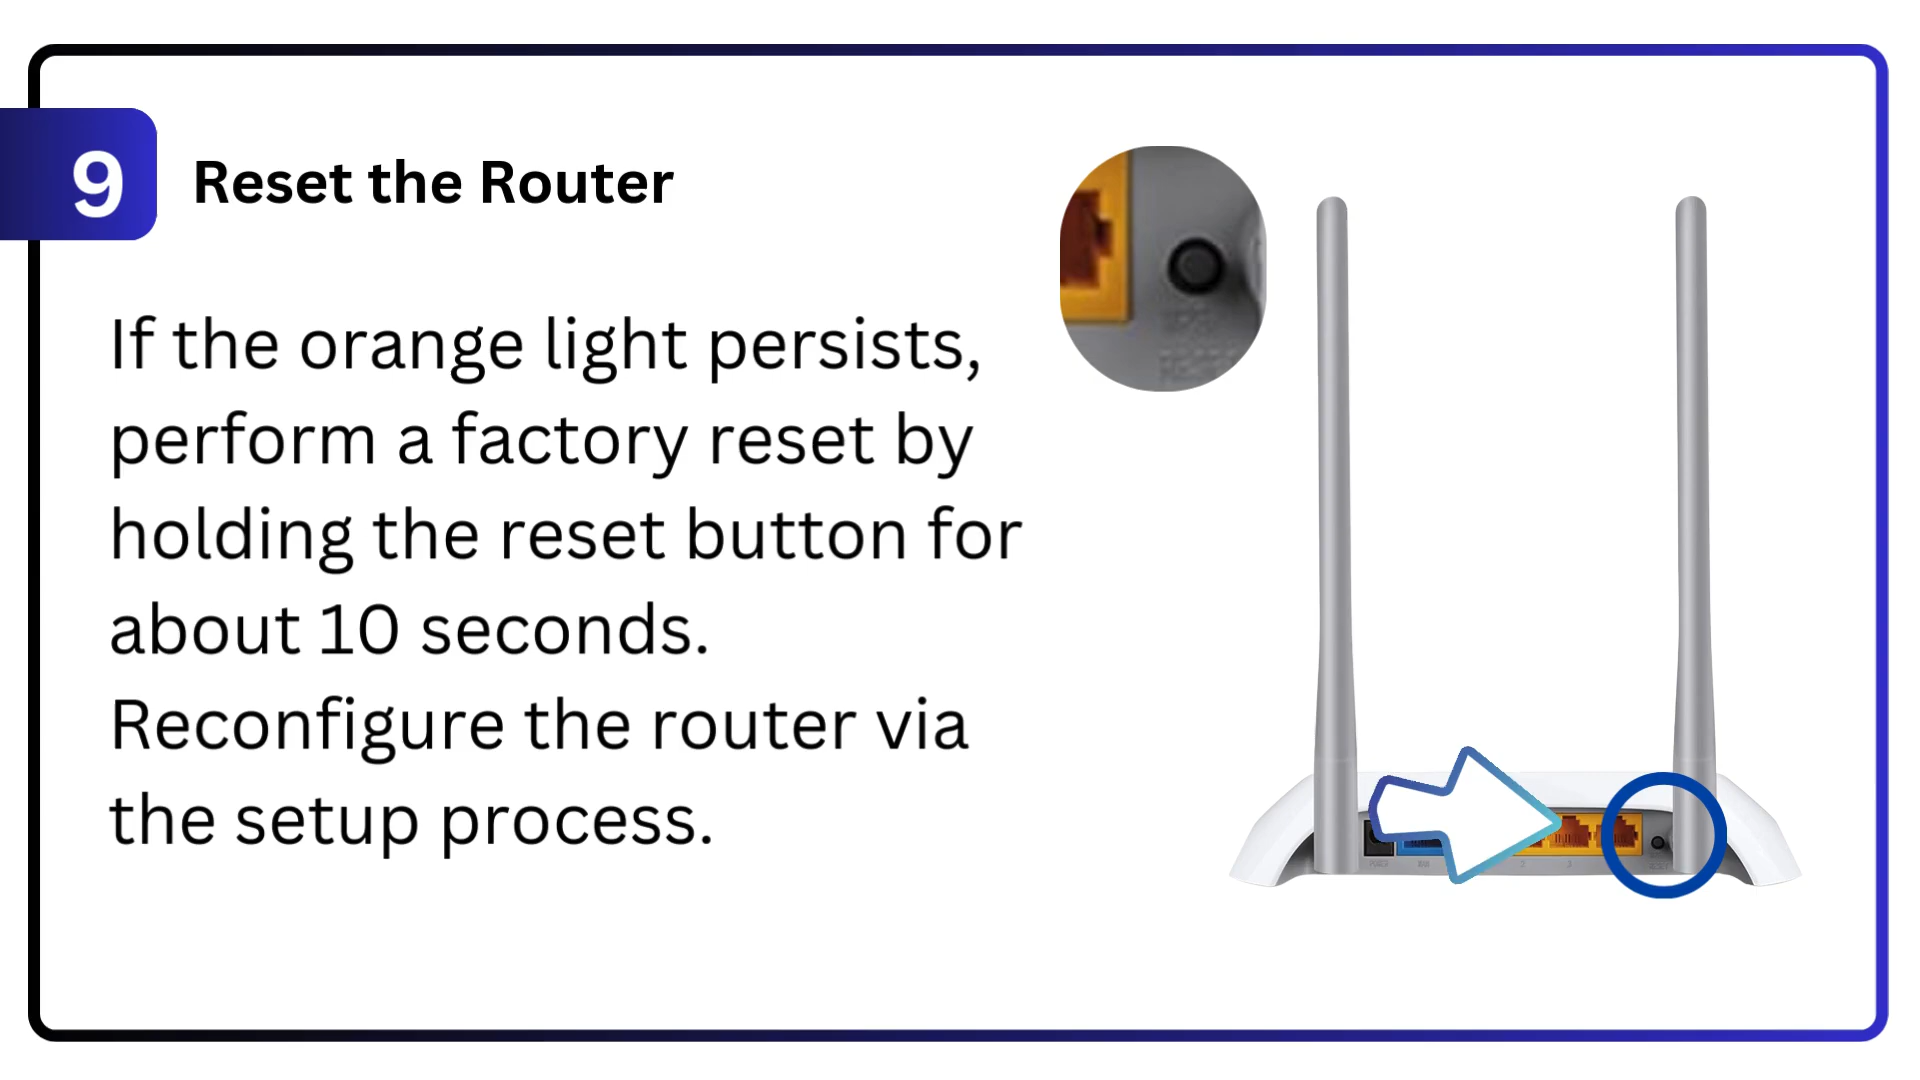 9
Reset the Router
If the orange light persists,
perform a factory reset by
holding the reset button for
about 10 seconds.
Reconfigure the router via
the setup process.